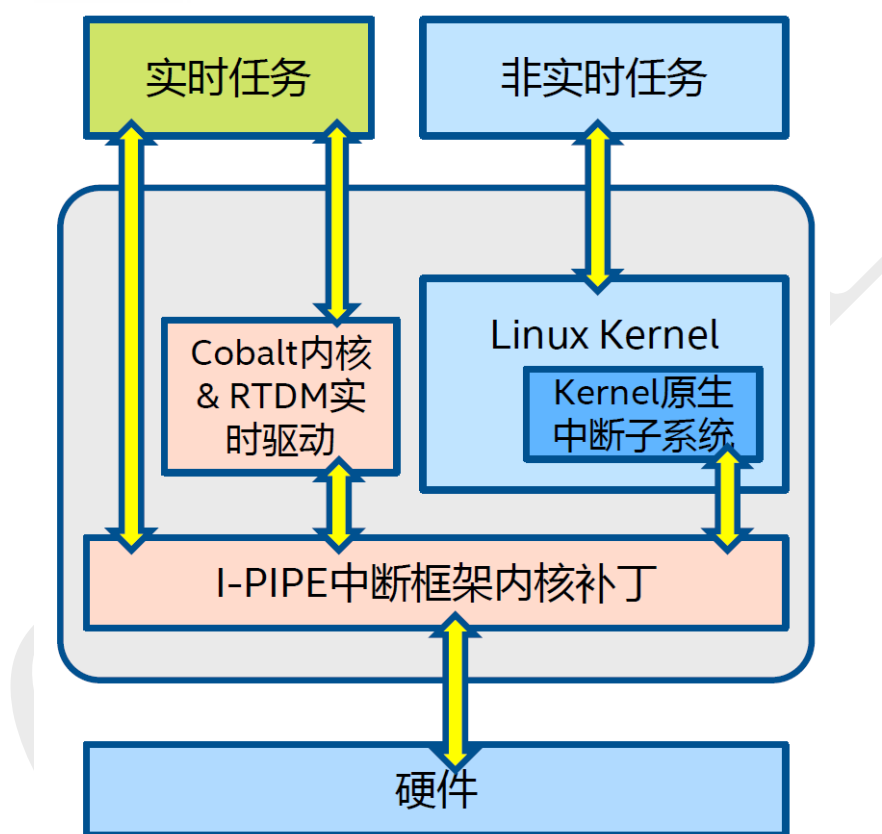 实时任务
非实时任务
Linux Kernel
Cobalt内核
& RTDM实
时驱动
Kernel原生
中断子系统
I-PIPE中断框架内核补丁
硬件